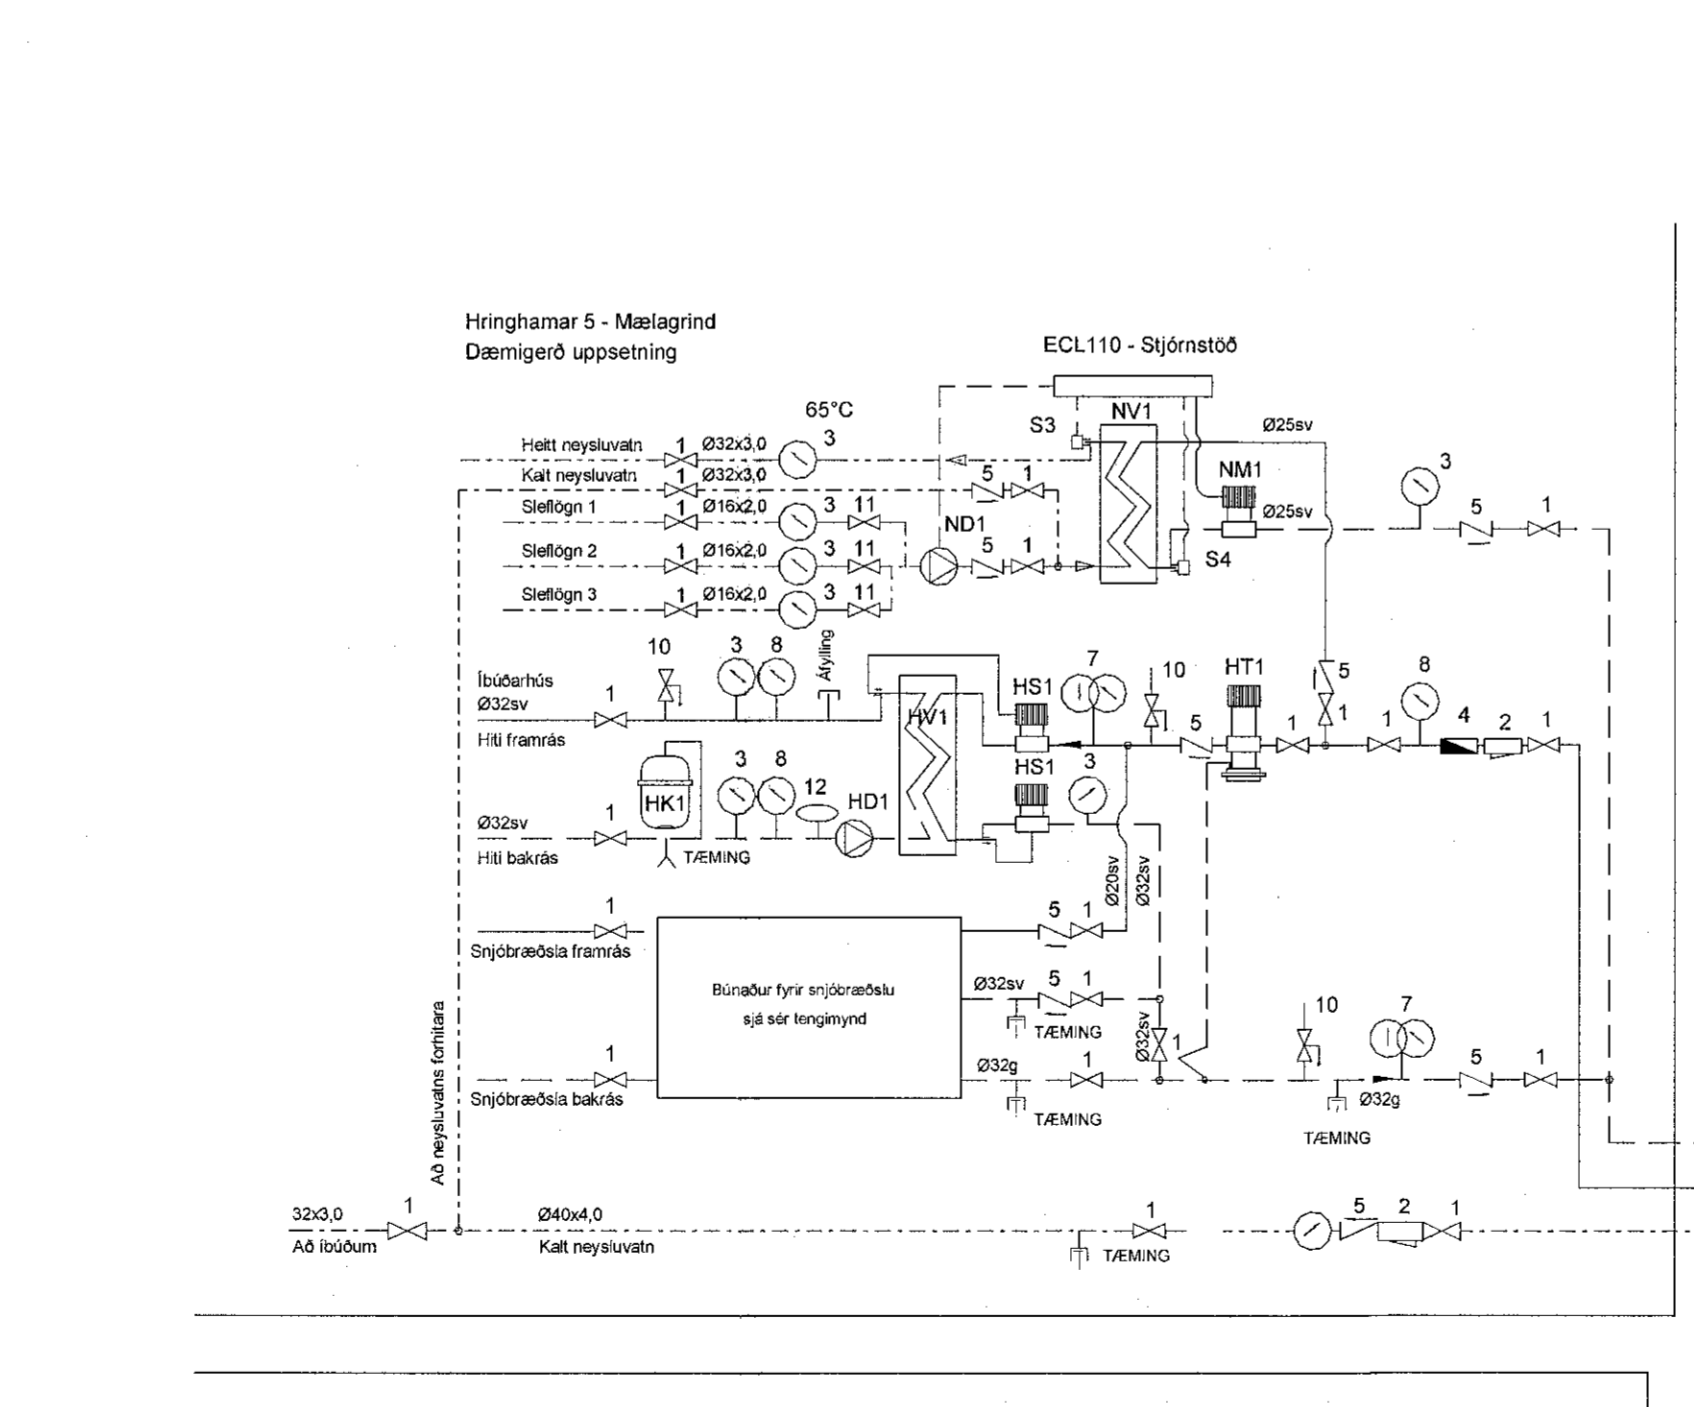 Hringhamar 5 - Mælagrind
Dæmigerð uppsetning
ECL110 - Stjórnstöð
65°C
S3
NV1
Ø25sv
Heitt neysluvatn
1
Ø32x3,0
3
Kalt neysluvatn
1
Ø32x3,0
5
1
NM1
3
Sleflögn 1
1
Ø16x2,0
3
11
ND1
Ø25sv
5
1
Sleflögn 2
1
Ø16x2,0
3
11
5
1
S4
Sleflögn 3
1
Ø16x2,0
3
11
10
3
8
Áfylling
7
10
HT1
5
8
Íbúðarhús
Ø32sv
1
HV1
HS1
5
1
1
1
4
2
1
Hiti framrás
HS1
3
HK1
3
8
12
HD1
Ø32sv
1
Hiti bakrás
TÆMING
Ø20sv
Ø32sv
1
5
1
Snjóbræðsla framrás
Búnaður fyrir snjóbræðslu
sjá sér tengimynd
Ø32sv
5
1
TÆMING
Ø32sv
1
10
7
1
Ø32g
1
5
1
Snjóbræðsla bakrás
TÆMING
Ø32g
TÆMING
Að neysluvatns forhitara
32x3,0
1
Ø40x4,0
1
5
2
1
Að íbúðum
Kalt neysluvatn
TÆMING